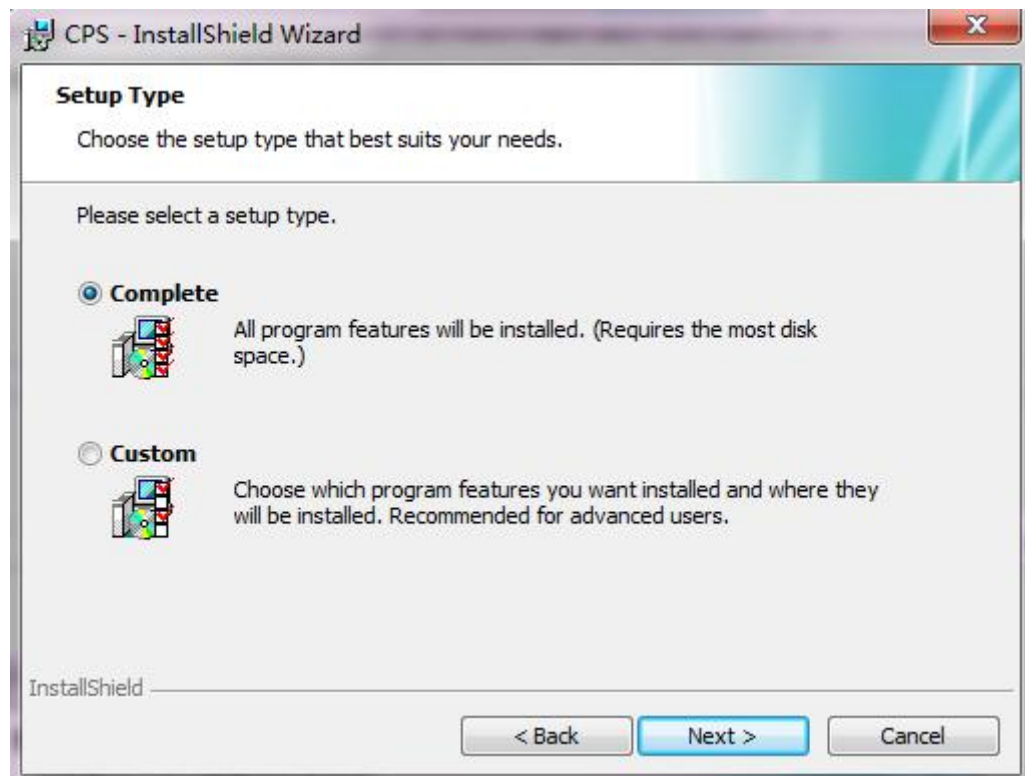 CPS - InstallShield Wizard
Setup Type
Choose the setup type that best suits your needs.
Please select a setup type.
Complete
All program features will be installed. (Requires the most disk
space.)
Custom
Choose which program features you want installed and where they
will be installed. Recommended for advanced users.
InstallShield
< Back
Next >
Cancel